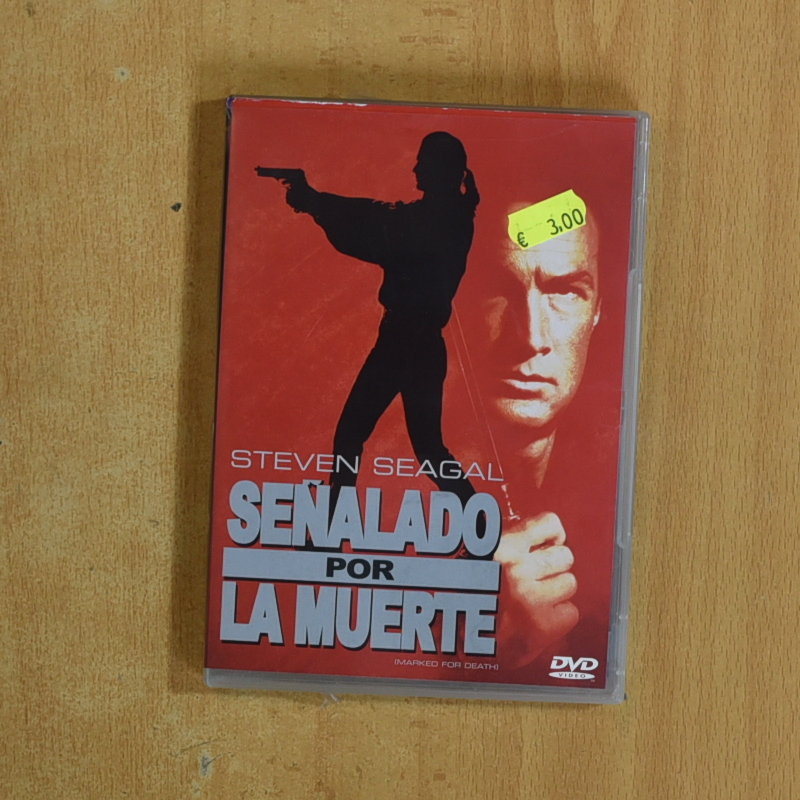 € 3,00
STEVEN SEAGAL
SEÑALADO
POR
LA MUERTE
(MARKED FOR DEATH)
DVD
VIDEO